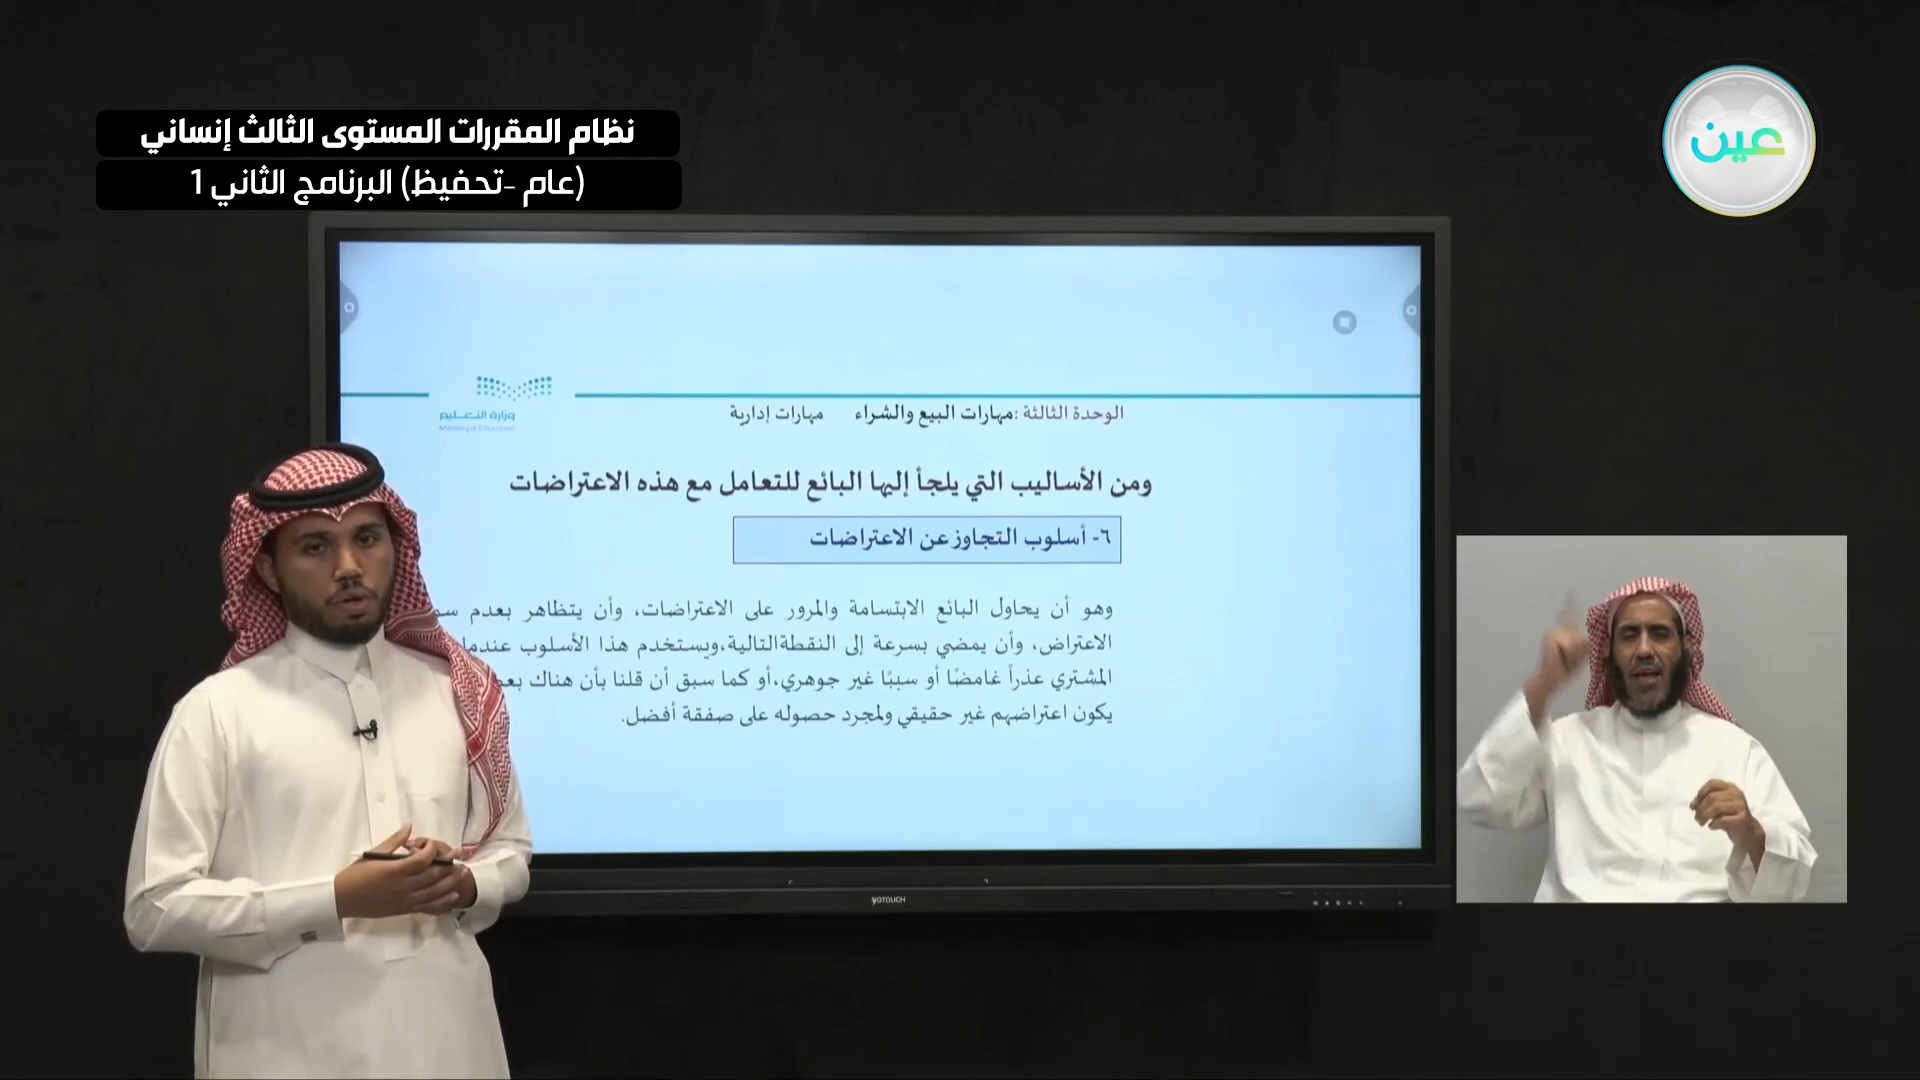 نظام المقررات المستوى الثالث إنساني
(عام -تحفيظ) البرنامج الثاني 1
عين
وزارة التعليم
Ministry of Education
الوحدة الثالثة :مهارات البيع والشراء مهارات إدارية
ومن الأساليب التي يلجأ إليها البائع للتعامل مع هذه الاعتراضات
٦- أسلوب التجاوز عن الاعتراضات
وهو أن يحاول البائع الابتسامة والمرور على الاعتراضات، وأن يتظاهر بعدم
الاعتراض، وأن يمضي بسرعة إلى النقطةالتالية،ويستخدم هذا الأسلوب عندما
المشتري عذراً غامضًا أو سببًا غير جوهري،أو كما سبق أن قلنا بأن هناك
يكون اعتراضهم غير حقيقي ولمجرد حصوله على صفقة أفضل.